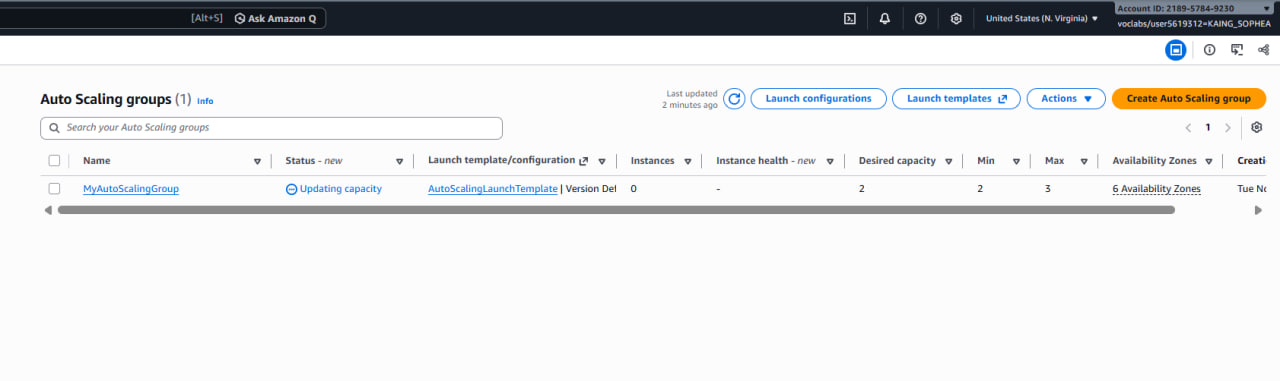 [Alt+S] Ask Amazon Q United States (N. Virginia) Account ID: 2189-5784-9230
voclabs/user5619312=KAING_SOPHEA
Auto Scaling groups (1) Info Last updated 2 minutes ago Launch configurations Launch templates Actions Create Auto Scaling group
Search your Auto Scaling groups 1
Name Status - new Launch template/configuration Instances Instance health - new Desired capacity Min Max Availability Zones Creati
MyAutoScalingGroup Updating capacity AutoScalingLaunchTemplate | Version Def 0 - 2 2 3 6 Availability Zones Tue No